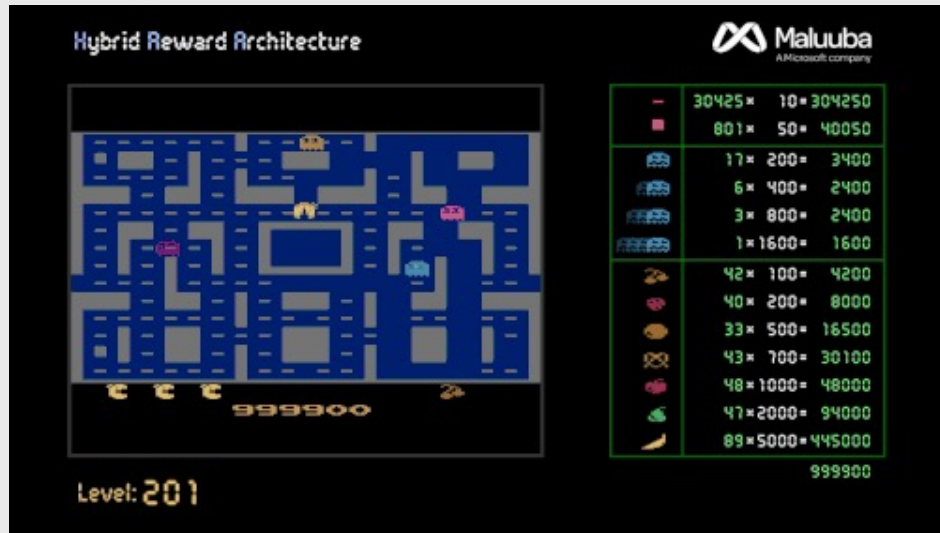 Hybrid Reward Architecture
Maluuba
A Microsoft company
30425× 10=304250
801× 50= 40050
17× 200= 3400
6× 400= 2400
3× 800= 2400
1×1600= 1600
42× 100= 4200
40× 200= 8000
33× 500= 16500
43× 700= 30100
48×1000= 48000
47×2000= 94000
89×5000=445000
999900
999900
Level: 201